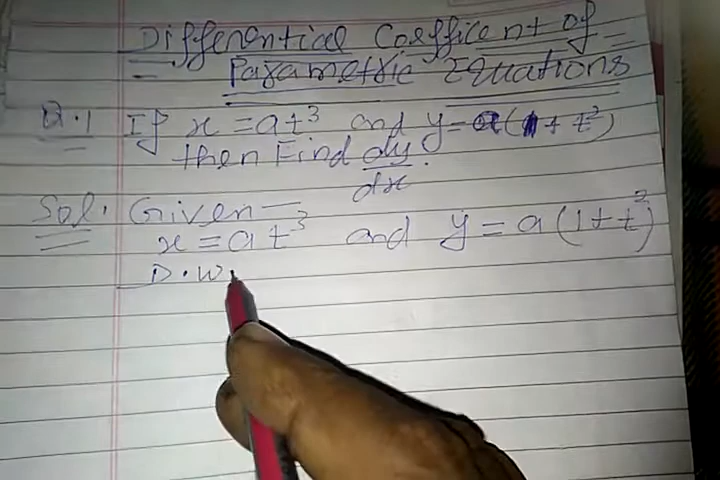 Differential Coefficent of
Parametric Equations
Q.1 If x = at³ and y = a(1 + t²)
then Find dy/dx.
Sol. Given —
x = at³ and y = a(1 + t²)
D.W